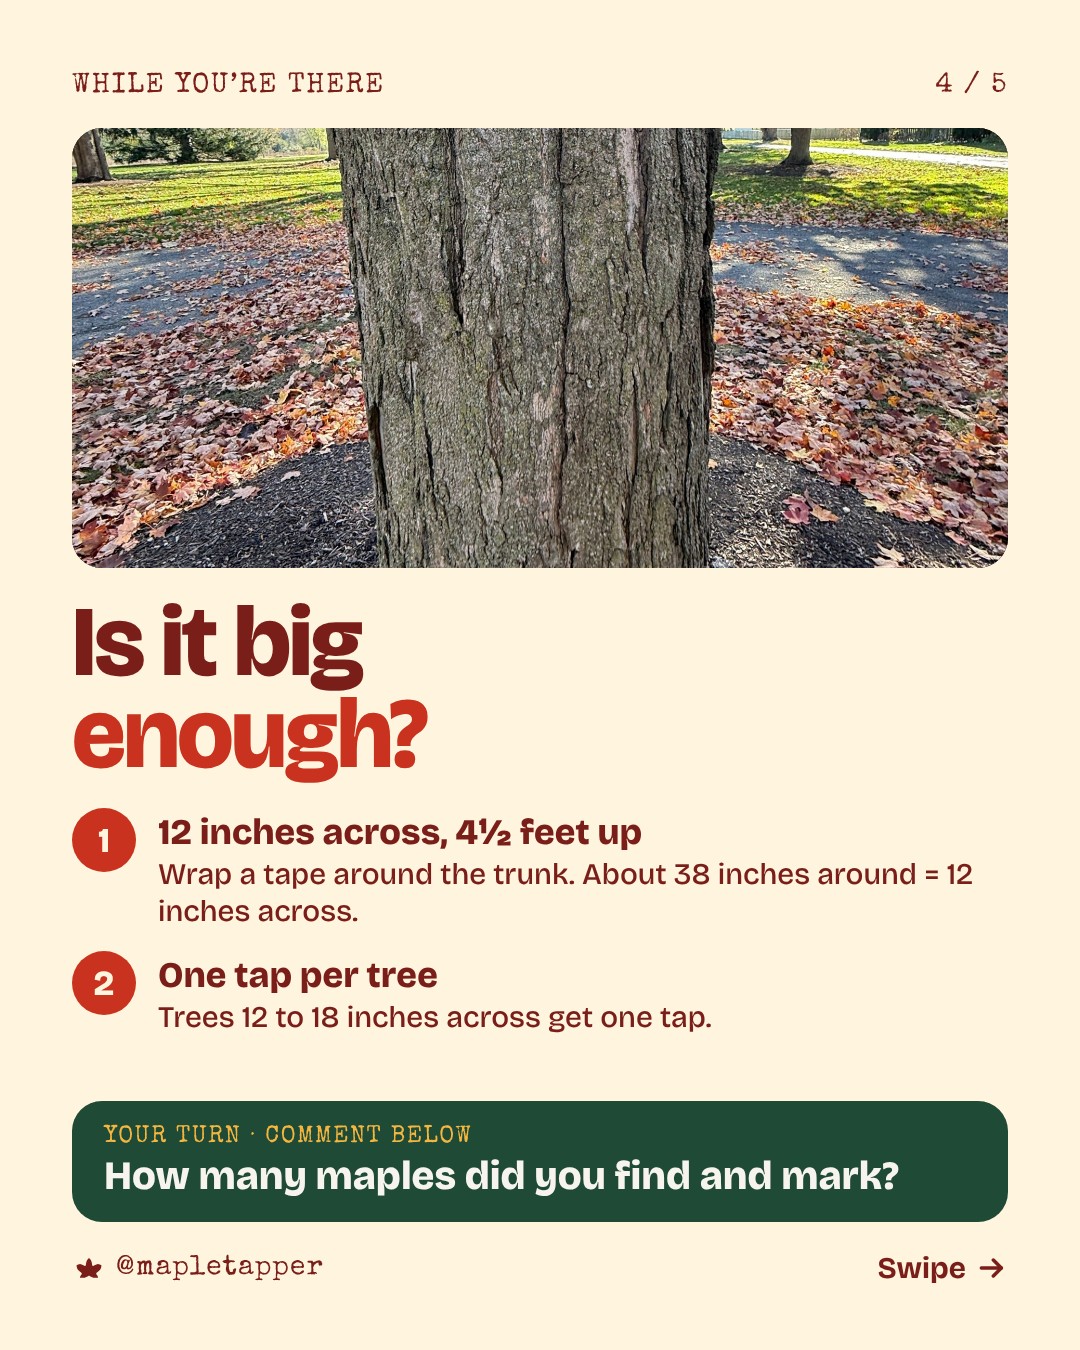 WHILE YOU’RE THERE
4 / 5
Is it big
enough?
1
12 inches across, 4½ feet up
Wrap a tape around the trunk. About 38 inches around = 12
inches across.
2
One tap per tree
Trees 12 to 18 inches across get one tap.
YOUR TURN · COMMENT BELOW
How many maples did you find and mark?
@mapletapper
Swipe →